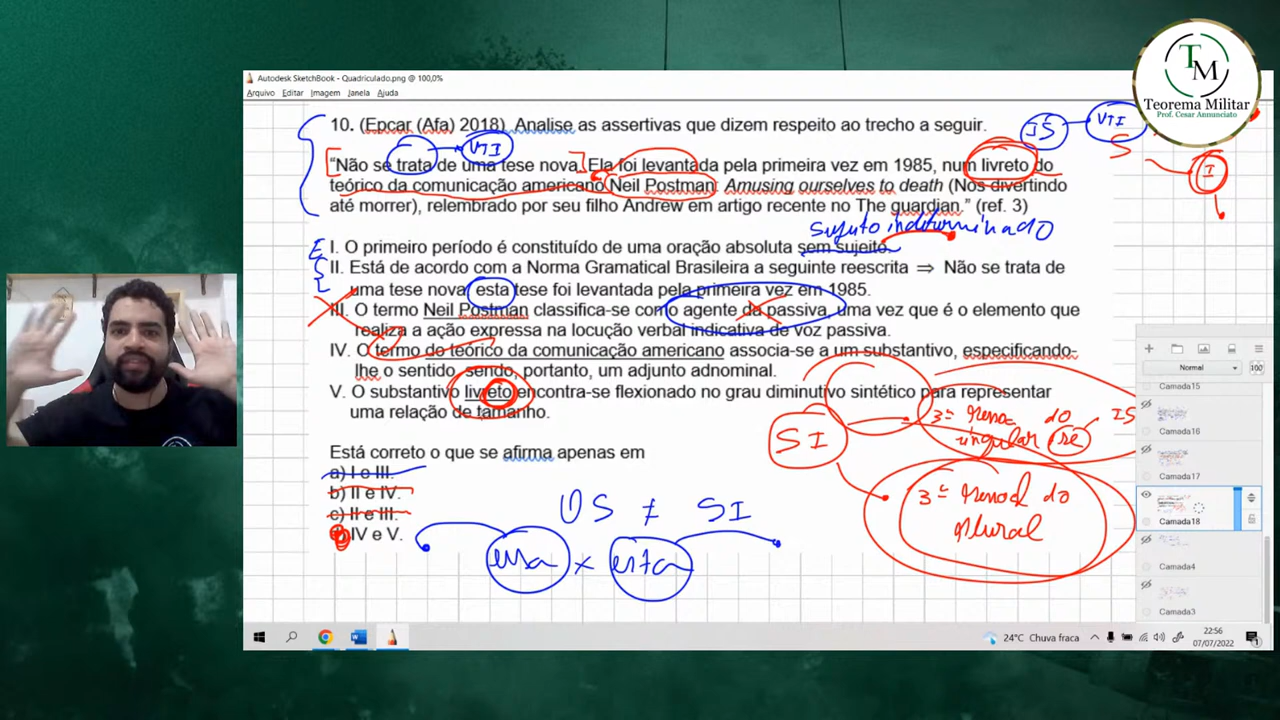 Autodesk SketchBook - Quadriculado.png @ 100,0%
Arquivo Editar Imagem Janela Ajuda
TM
Teorema Militar
Prof. Cesar Annunciato
10. (Epcar (Afa) 2018) Analise as assertivas que dizem respeito ao trecho a seguir.
IS VTI
S
I
VTI
“Não se trata de uma tese nova. Ela foi levantada pela primeira vez em 1985, num livreto do
teórico da comunicação americano Neil Postman Amusing ourselves to death (Nos divertindo
até morrer), relembrado por seu filho Andrew em artigo recente no The guardian.” (ref. 3)
sujeito indeterminado
I. O primeiro período é constituído de uma oração absoluta sem sujeito.
II. Está de acordo com a Norma Gramatical Brasileira a seguinte reescrita ⇒ Não se trata de
uma tese nova, esta tese foi levantada pela primeira vez em 1985.
III. O termo Neil Postman classifica-se como agente da passiva, uma vez que é o elemento que
realiza a ação expressa na locução verbal indicativa de voz passiva.
IV. O termo do teórico da comunicação americano associa-se a um substantivo, especificando-
lhe o sentido, sendo, portanto, um adjunto adnominal.
V. O substantivo livreto encontra-se flexionado no grau diminutivo sintético para representar
uma relação de tamanho.
Está correto o que se afirma apenas em
a) I e III.
b) II e IV.
c) II e III.
IV e V.
SI
3ª do IS
singular se
3ª do
plural
OS ≠ SI
essa × esta
Normal
100
Camada15
Camada16
Camada17
Camada18
Camada4
Camada3
24°C Chuva fraca
22:56
07/07/2022